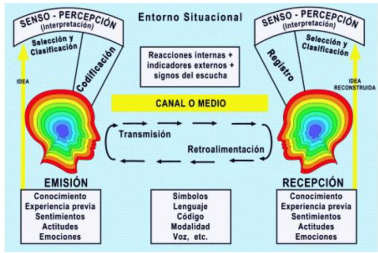 SENSO - PERCEPCIÓN
(Interpretación)
Selección y
Clasificación
Codificación
IDEA
Entorno Situacional
Reacciones internas +
indicadores externos +
signos del escucha
CANAL O MEDIO
Transmisión
Retroalimentación
SENSO - PERCEPCIÓN
(Interpretación)
Selección y
Clasificación
Registro
IDEA
RECONSTRUIDA
EMISIÓN
Conocimiento
Experiencia previa
Sentimientos
Actitudes
Emociones
Símbolos
Lenguaje
Código
Modalidad
Voz, etc.
RECEPCIÓN
Conocimiento
Experiencia previa
Sentimientos
Actitudes
Emociones